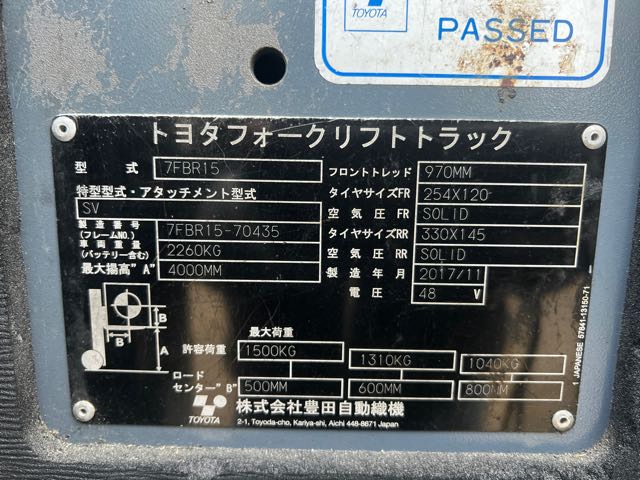 TOYOTA
PASSED
トヨタフォークリフトトラック
型 式 7FBR15
特型型式・アタッチメント型式
SV
製造番号
(フレームNO.) 7FBR15-70435
車両重量
(バッテリー含む) 2260KG
最大揚高"A" 4000MM
フロントトレッド 970MM
タイヤサイズFR 254X120-
空気圧FR SOLID
タイヤサイズRR 330X145
空気圧RR SOLID
製造年月 2017/11
電圧 48 V
B
B
A
最大荷重
許容荷重 1500KG 1310KG 1040KG
ロード
センター"B" 500MM 600MM 800MM
TOYOTA
株式会社豊田自動織機
2-1, Toyoda-cho, Kariya-shi, Aichi 448-8671 Japan
1 JAPANESE 57841-13150-71